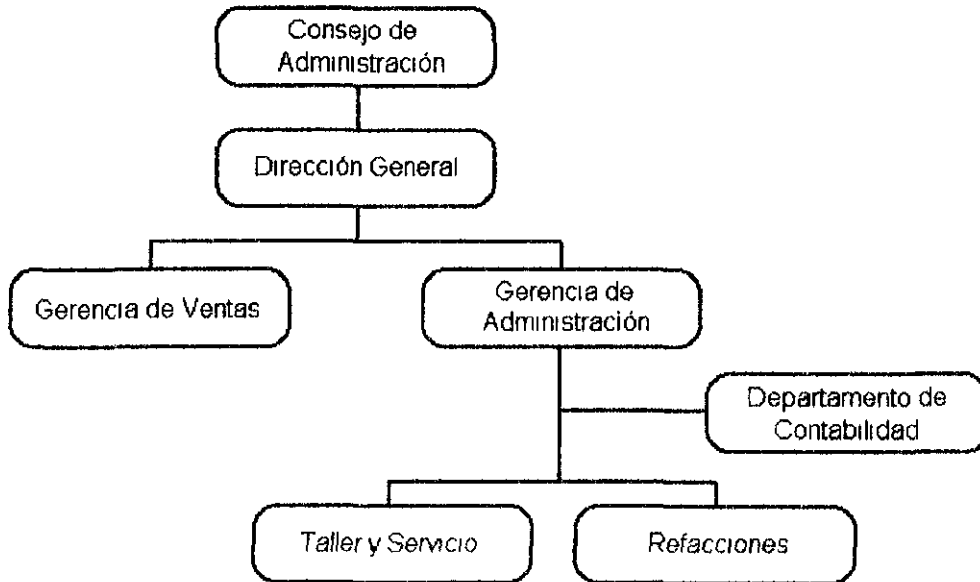 Consejo de
Administración
Dirección General
Gerencia de Ventas
Gerencia de
Administración
Departamento de
Contabilidad
Taller y Servicio
Refacciones